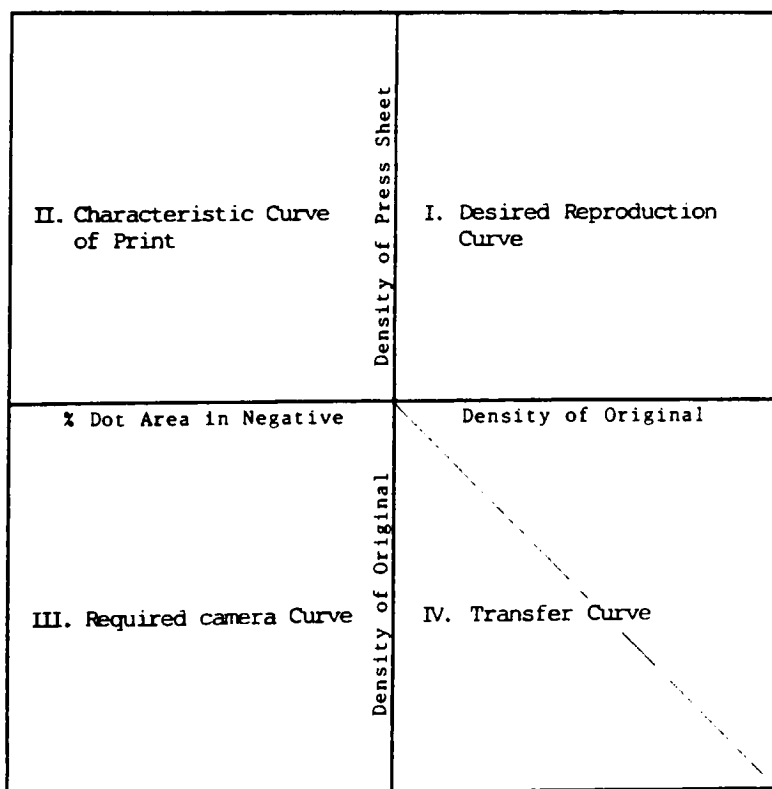 II. Characteristic Curve
of Print
Density of Press Sheet
I. Desired Reproduction
Curve
% Dot Area in Negative
Density of Original
III. Required camera Curve
Density of Original
IV. Transfer Curve